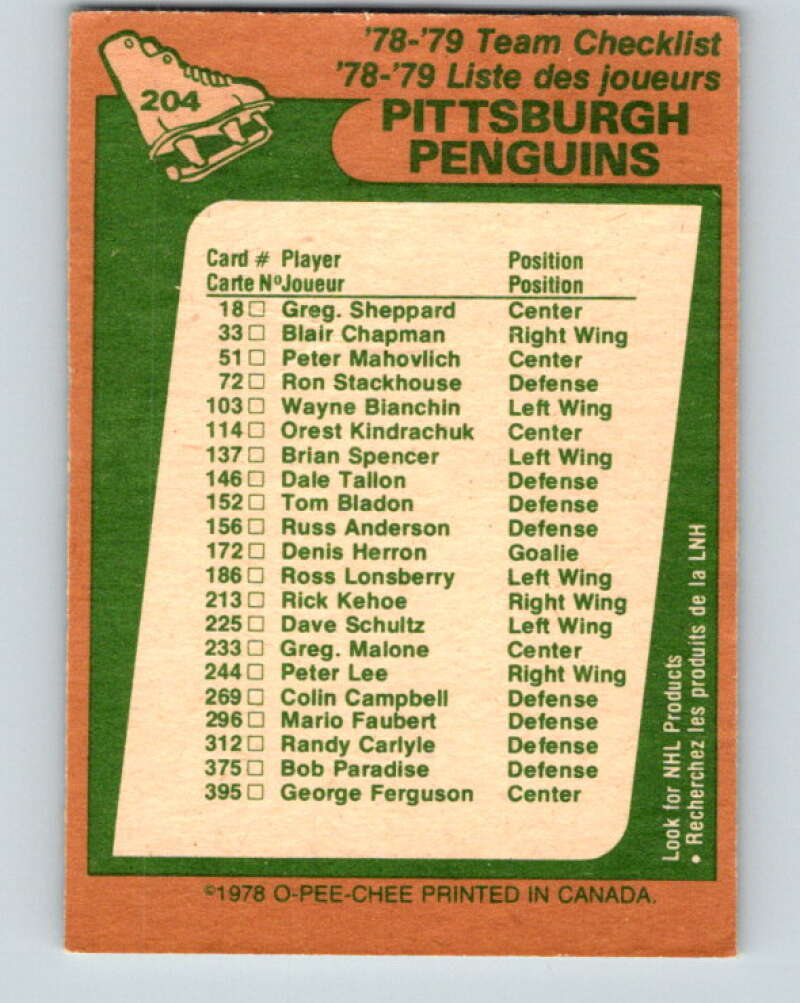 204
'78-'79 Team Checklist
'78-'79 Liste des joueurs
PITTSBURGH
PENGUINS
Card # Player Position
Carte Nº Joueur Position
18 □ Greg. Sheppard Center
33 □ Blair Chapman Right Wing
51 □ Peter Mahovlich Center
72 □ Ron Stackhouse Defense
103 □ Wayne Bianchin Left Wing
114 □ Orest Kindrachuk Center
137 □ Brian Spencer Left Wing
146 □ Dale Tallon Defense
152 □ Tom Bladon Defense
156 □ Russ Anderson Defense
172 □ Denis Herron Goalie
186 □ Ross Lonsberry Left Wing
213 □ Rick Kehoe Right Wing
225 □ Dave Schultz Left Wing
233 □ Greg. Malone Center
244 □ Peter Lee Right Wing
269 □ Colin Campbell Defense
296 □ Mario Faubert Defense
312 □ Randy Carlyle Defense
375 □ Bob Paradise Defense
395 □ George Ferguson Center
Look for NHL Products
• Recherchez les produits de la LNH
©1978 O-PEE-CHEE PRINTED IN CANADA.